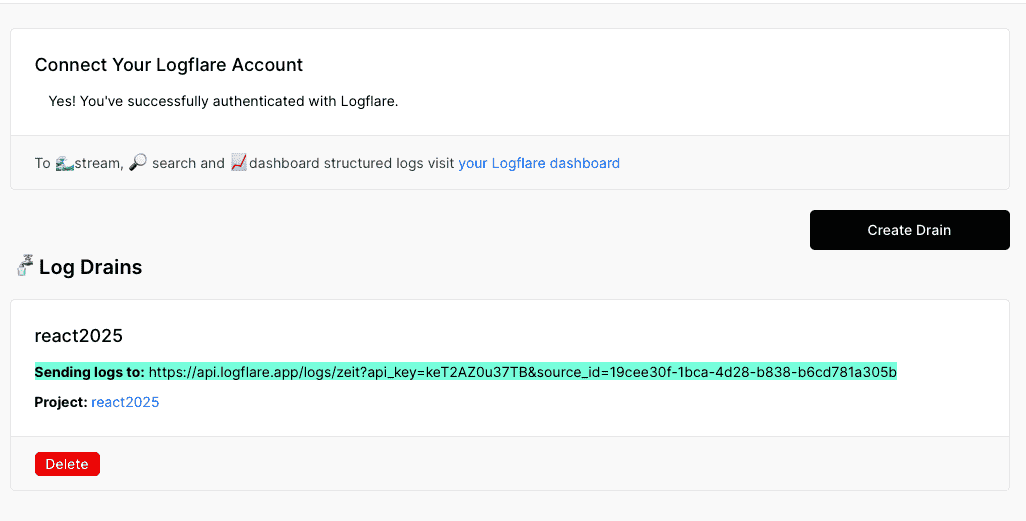 Connect Your Logflare Account
Yes! You've successfully authenticated with Logflare.
To 🌊stream, 🔎 search and 📈dashboard structured logs visit your Logflare dashboard
Create Drain
🚰Log Drains
react2025
Sending logs to: https://api.logflare.app/logs/zeit?api_key=keT2AZ0u37TB&source_id=19cee30f-1bca-4d28-b838-b6cd781a305b
Project: react2025
Delete